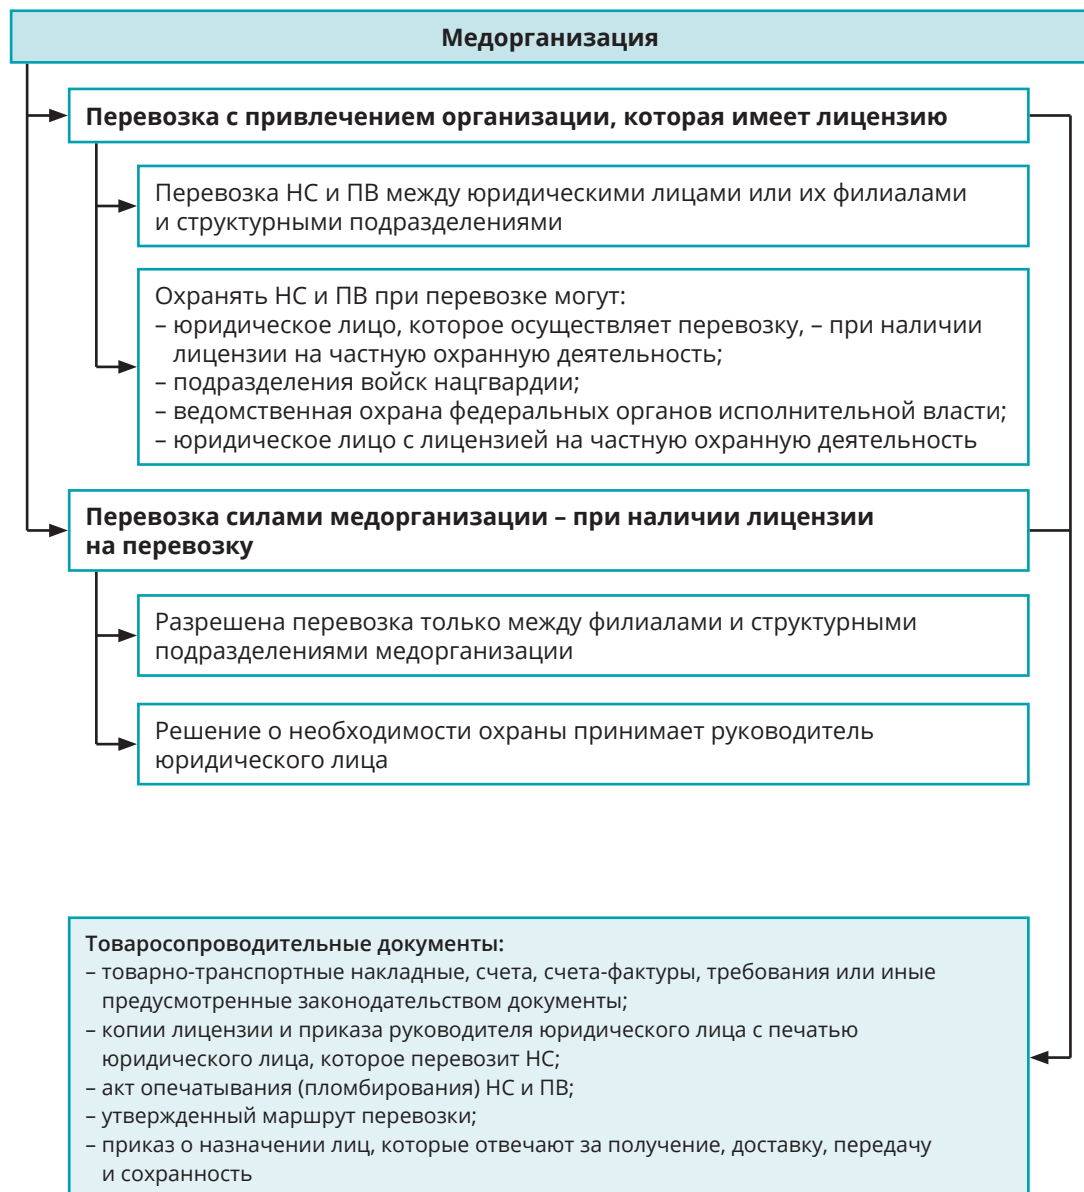 Медорганизация
Перевозка с привлечением организации, которая имеет лицензию
Перевозка НС и ПВ между юридическими лицами или их филиалами
и структурными подразделениями
Охранять НС и ПВ при перевозке могут:
– юридическое лицо, которое осуществляет перевозку, – при наличии
лицензии на частную охранную деятельность;
– подразделения войск нацгвардии;
– ведомственная охрана федеральных органов исполнительной власти;
– юридическое лицо с лицензией на частную охранную деятельность
Перевозка силами медорганизации – при наличии лицензии
на перевозку
Разрешена перевозка только между филиалами и структурными
подразделениями медорганизации
Решение о необходимости охраны принимает руководитель
юридического лица
Товаросопроводительные документы:
– товарно-транспортные накладные, счета, счета-фактуры, требования или иные
предусмотренные законодательством документы;
– копии лицензии и приказа руководителя юридического лица с печатью
юридического лица, которое перевозит НС;
– акт опечатывания (пломбирования) НС и ПВ;
– утвержденный маршрут перевозки;
– приказ о назначении лиц, которые отвечают за получение, доставку, передачу
и сохранность